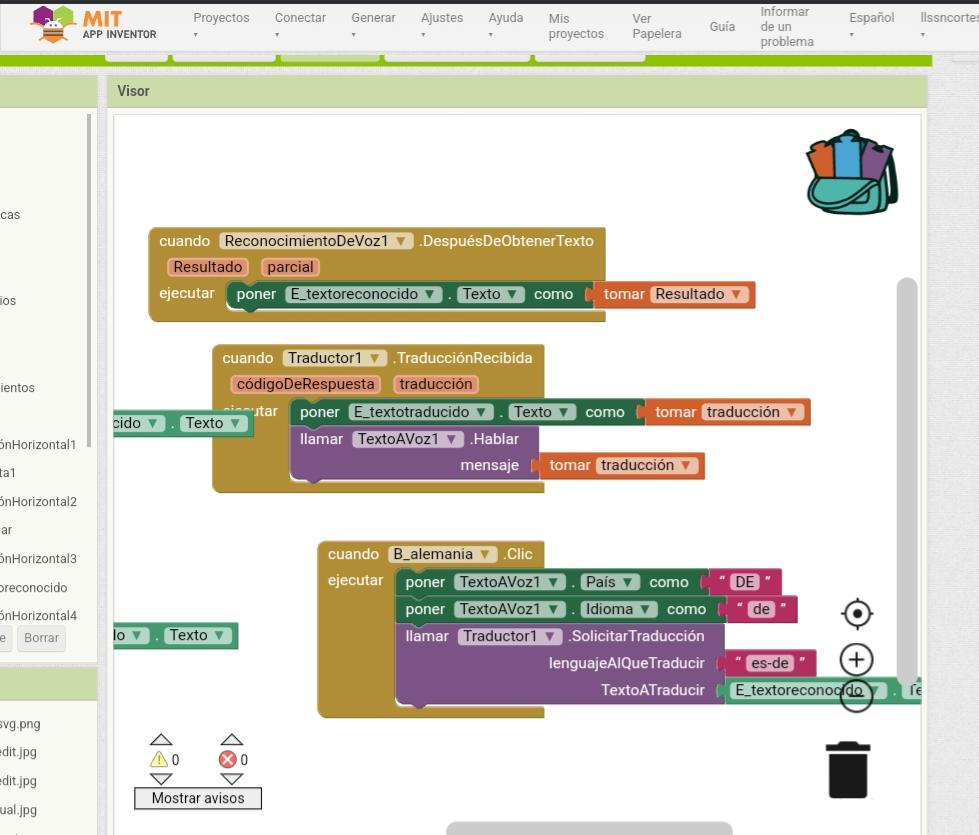 MIT
APP INVENTOR
Proyectos
Conectar
Generar
Ajustes
Ayuda
Mis
proyectos
Ver
Papelera
Guía
Informar
de un
problema
Español
llssncortes
Visor
cas
ios
ientos
ónHorizontal1
ta1
ónHorizontal2
ar
ónHorizontal3
oreconocido
ónHorizontal4
e Borrar
svg.png
edit.jpg
edit.jpg
ual.jpg
cuando ReconocimientoDeVoz1 .DespuésDeObtenerTexto
Resultado parcial
ejecutar poner E_textoreconocido . Texto como tomar Resultado
cuando Traductor1 .TraducciónRecibida
códigoDeRespuesta traducción
ejecutar poner E_textotraducido . Texto como tomar traducción
cido . Texto
llamar TextoAVoz1 .Hablar
mensaje tomar traducción
cuando B_alemania .Clic
ejecutar poner TextoAVoz1 . País como " DE "
poner TextoAVoz1 . Idioma como " de "
lo . Texto
llamar Traductor1 .SolicitarTraducción
lenguajeAlQueTraducir " es-de "
TextoATraducir E_textoreconocido . Te
0 0
Mostrar avisos